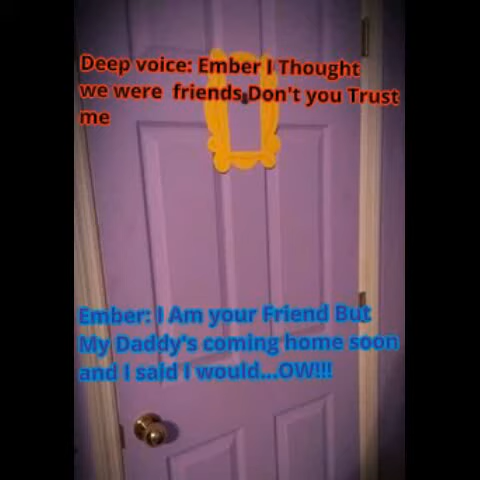 Deep voice: Ember I Thought
we were friends,Don't you Trust
me
Ember: I Am your Friend But
My Daddy's coming home soon
and I said I would...OW!!!